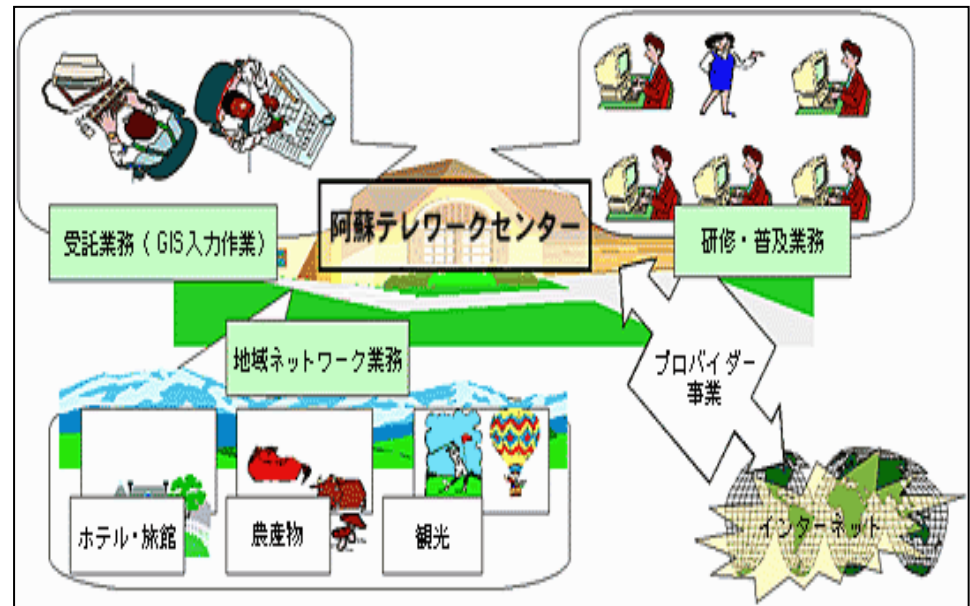 阿蘇テレワークセンター
受託業務（GIS入力作業）
研修・普及業務
地域ネットワーク業務
プロバイダー
事業
ホテル・旅館
農産物
観光
インターネット